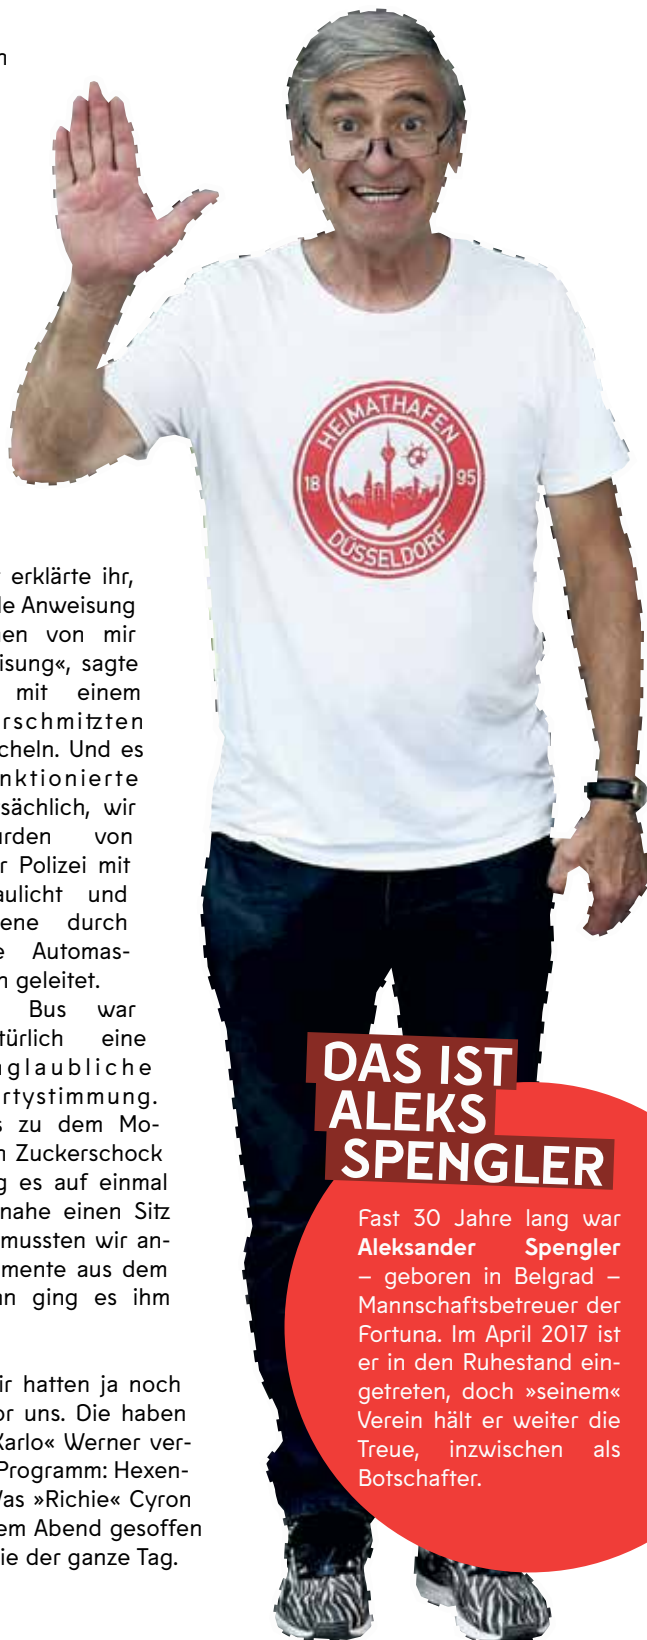 HEIMATHAFEN
18 95
DÜSSELDORF
erklärte ihr,
le Anweisung
nen von mir
isung«, sagte
mit einem
rschmitzten
cheln. Und es
nktionierte
sächlich, wir
rden von
r Polizei mit
aulicht und
ene durch
e Automas-
n geleitet.
Bus war
türlich eine
glaubliche
rtystimmung.
s zu dem Mo-
n Zuckerschock
g es auf einmal
nahe einen Sitz
mussten wir an-
mente aus dem
an ging es ihm
ir hatten ja noch
or uns. Die haben
Karlo« Werner ver-
Programm: Hexen-
Was »Richie« Cyron
em Abend gesoffen
ie der ganze Tag.
DAS IST
ALEKS
SPENGLER
Fast 30 Jahre lang war
Aleksander Spengler
– geboren in Belgrad –
Mannschaftsbetreuer der
Fortuna. Im April 2017 ist
er in den Ruhestand ein-
getreten, doch »seinem«
Verein hält er weiter die
Treue, inzwischen als
Botschafter.